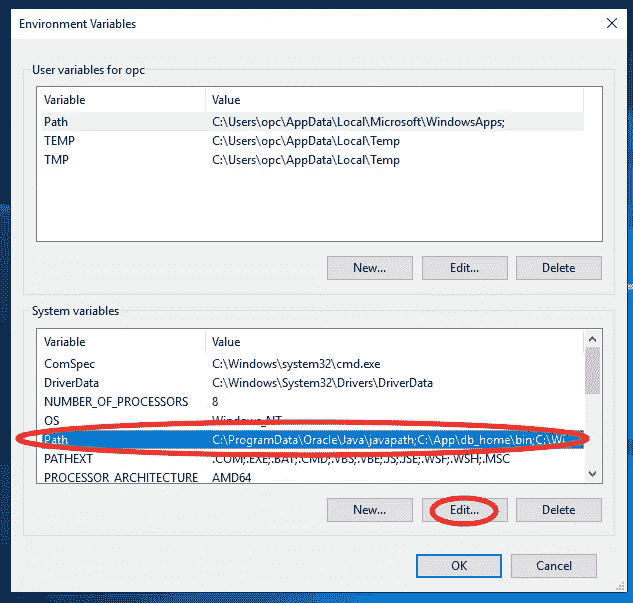 Environment Variables
User variables for opc
Variable Value
Path C:\Users\opc\AppData\Local\Microsoft\WindowsApps;
TEMP C:\Users\opc\AppData\Local\Temp
TMP C:\Users\opc\AppData\Local\Temp
New... Edit... Delete
System variables
Variable Value
ComSpec C:\Windows\system32\cmd.exe
DriverData C:\Windows\System32\Drivers\DriverData
NUMBER_OF_PROCESSORS 8
OS Windows_NT
Path C:\ProgramData\Oracle\Java\javapath;C:\App\db_home\bin;C:\Wi
PATHEXT .COM;.EXE;.BAT;.CMD;.VBS;.VBE;.JS;.JSE;.WSF;.WSH;.MSC
PROCESSOR_ARCHITECTURE AMD64
New... Edit... Delete
OK Cancel